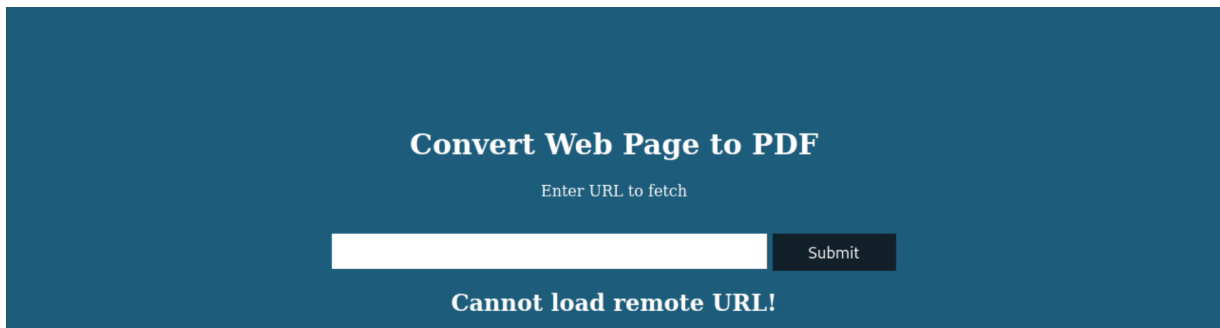 Convert Web Page to PDF
Enter URL to fetch
Submit
Cannot load remote URL!